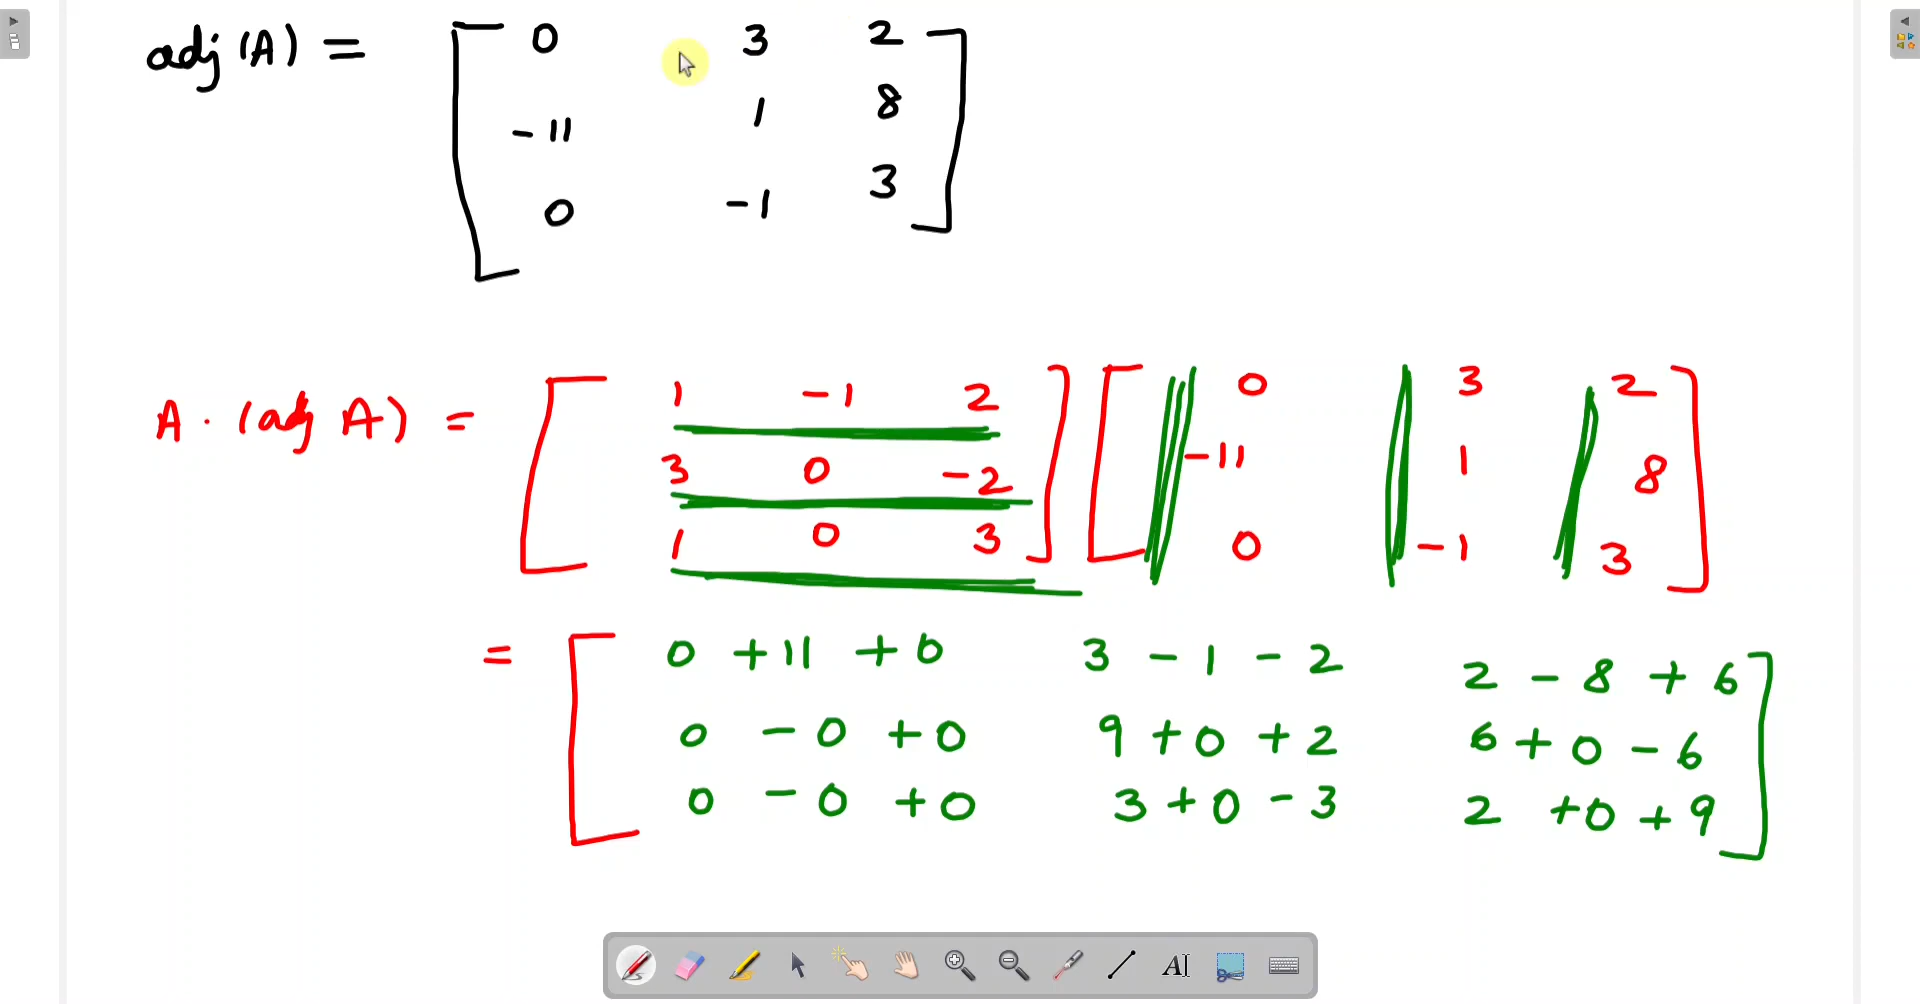 adj (A) = [ 0 3 2
-11 1 8
0 -1 3 ]
A . (adj A) = [ 1 -1 2 ] [ 0 3 2 ]
3 0 -2 -11 1 8
1 0 3 0 -1 3
= [ 0 + 11 + 0 3 - 1 - 2 2 - 8 + 6 ]
0 - 0 + 0 9 + 0 + 2 6 + 0 - 6
0 - 0 + 0 3 + 0 - 3 2 + 0 + 9
AI